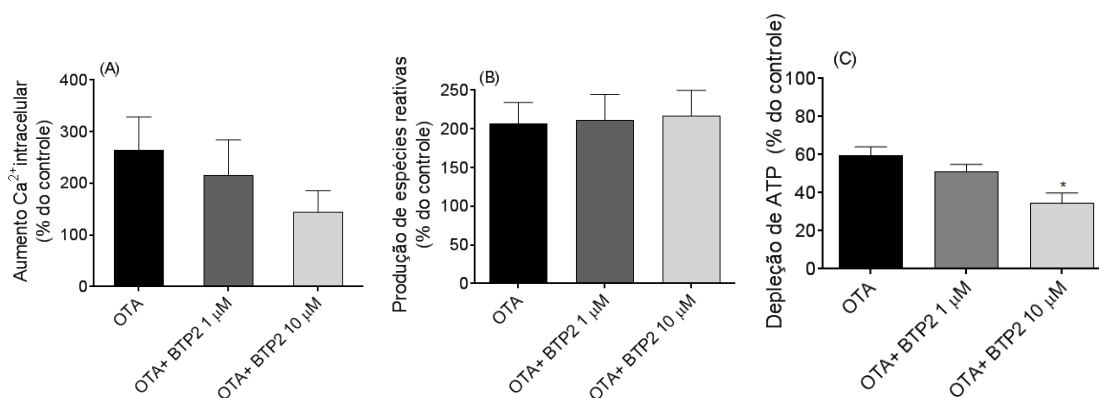 (A)
Aumento Ca²⁺intracelular
(% do controle)
400
300
200
100
0
OTA
OTA+ BTP2 1 μM
OTA+ BTP2 10 μM
(B)
Produção de espécies reativas
(% do controle)
250
200
150
100
50
0
OTA
OTA+ BTP2 1 μM
OTA+ BTP2 10 μM
(C)
Depleção de ATP (% do controle)
100
80
60
40
20
0
*
OTA
OTA+ BTP2 1 μM
OTA+ BTP2 10 μM